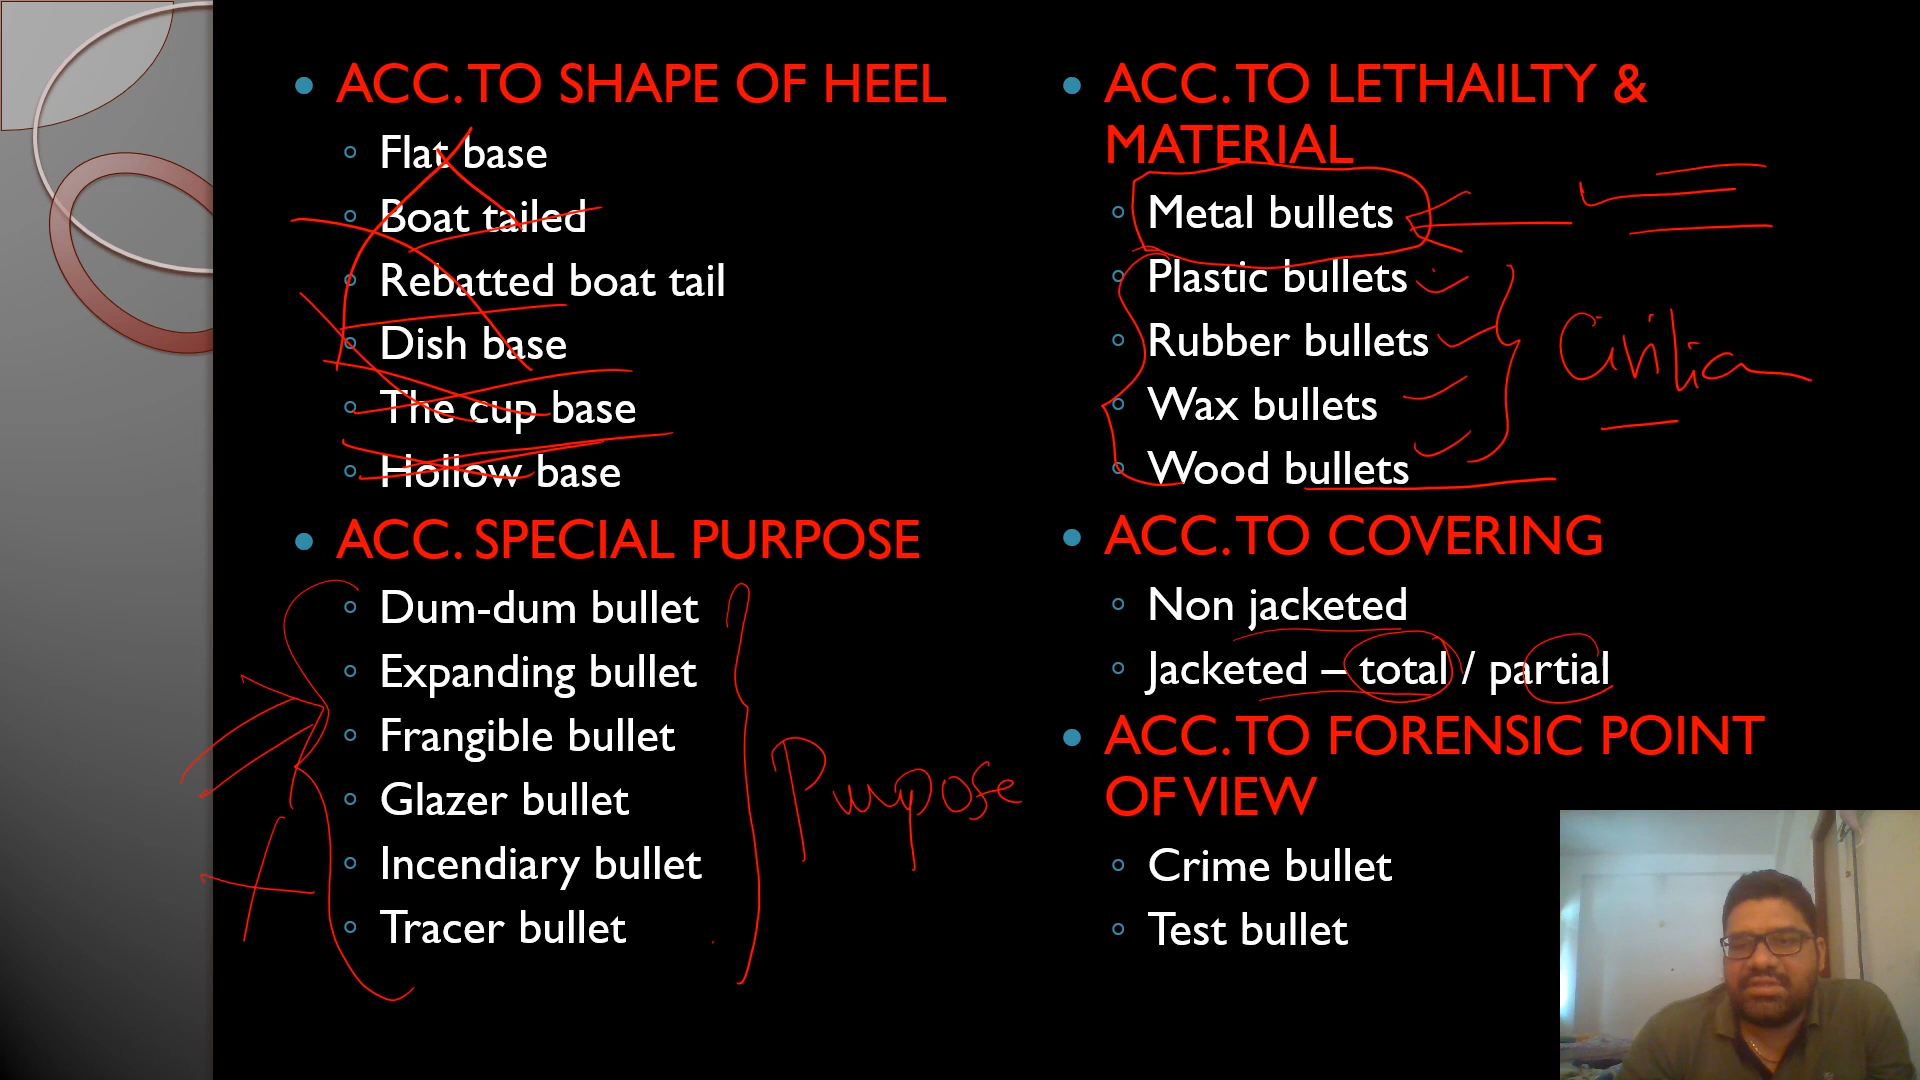 ACC. TO SHAPE OF HEEL
Flat base
Boat tailed
Rebatted boat tail
Dish base
The cup base
Hollow base
ACC. SPECIAL PURPOSE
Dum-dum bullet
Expanding bullet
Frangible bullet
Glazer bullet
Incendiary bullet
Tracer bullet
Purpose
ACC. TO LETHAILTY &
MATERIAL
Metal bullets
Plastic bullets
Rubber bullets
Wax bullets
Wood bullets
Civilian
ACC. TO COVERING
Non jacketed
Jacketed – total / partial
ACC. TO FORENSIC POINT
OF VIEW
Crime bullet
Test bullet